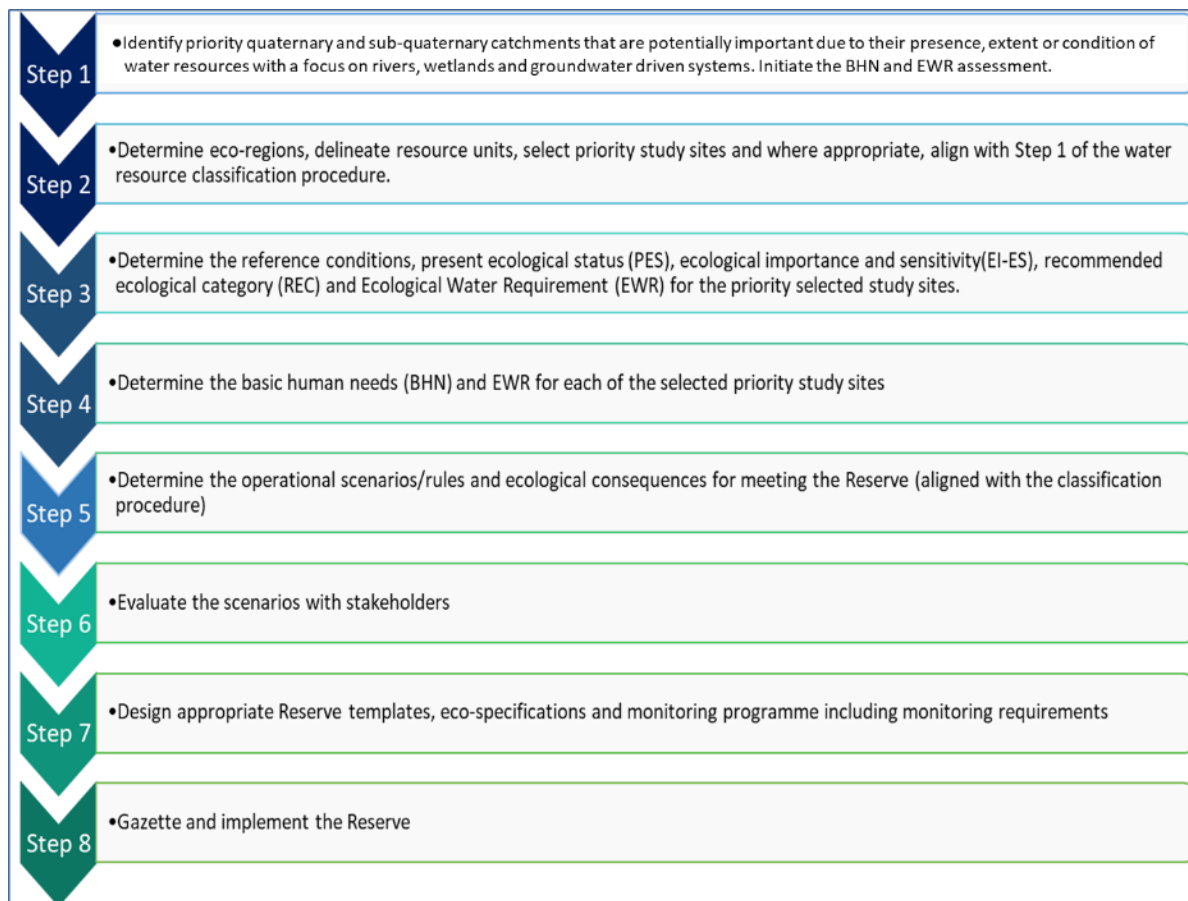 Step 1
•Identify priority quaternary and sub-quaternary catchments that are potentially important due to their presence, extent or condition of
water resources with a focus on rivers, wetlands and groundwater driven systems. Initiate the BHN and EWR assessment.
Step 2
•Determine eco-regions, delineate resource units, select priority study sites and where appropriate, align with Step 1 of the water
resource classification procedure.
Step 3
•Determine the reference conditions, present ecological status (PES), ecological importance and sensitivity(EI-ES), recommended
ecological category (REC) and Ecological Water Requirement (EWR) for the priority selected study sites.
Step 4
•Determine the basic human needs (BHN) and EWR for each of the selected priority study sites
Step 5
•Determine the operational scenarios/rules and ecological consequences for meeting the Reserve (aligned with the classification
procedure)
Step 6
•Evaluate the scenarios with stakeholders
Step 7
•Design appropriate Reserve templates, eco-specifications and monitoring programme including monitoring requirements
Step 8
•Gazette and implement the Reserve